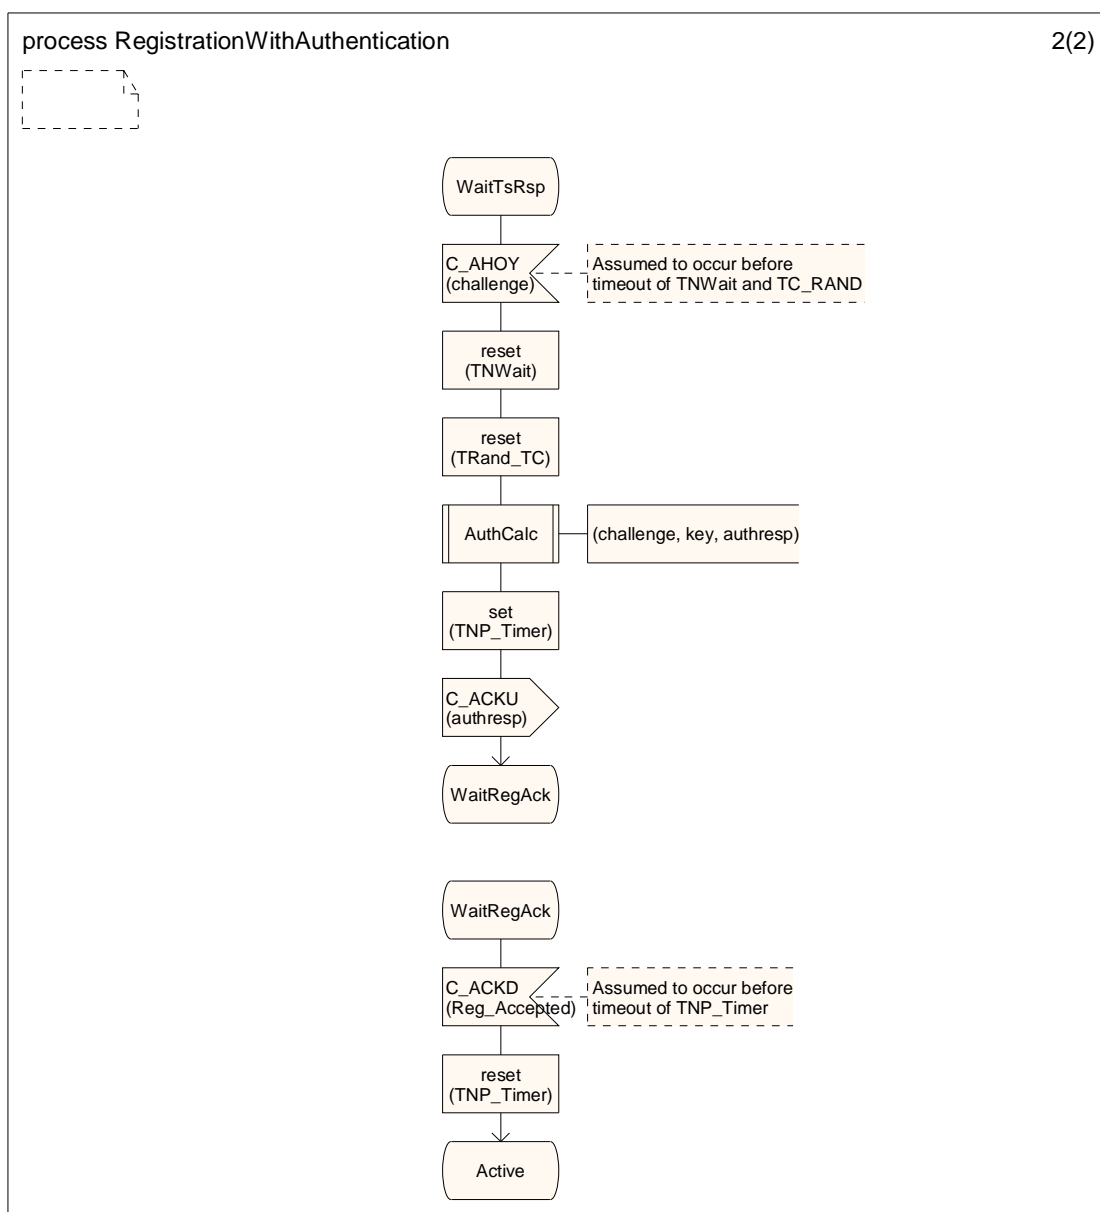 process RegistrationWithAuthentication 2(2)
WaitTsRsp
C_AHOY
(challenge)
Assumed to occur before
timeout of TNWait and TC_RAND
reset
(TNWait)
reset
(TRand_TC)
AuthCalc
(challenge, key, authresp)
set
(TNP_Timer)
C_ACKU
(authresp)
WaitRegAck
WaitRegAck
C_ACKD
(Reg_Accepted)
Assumed to occur before
timeout of TNP_Timer
reset
(TNP_Timer)
Active